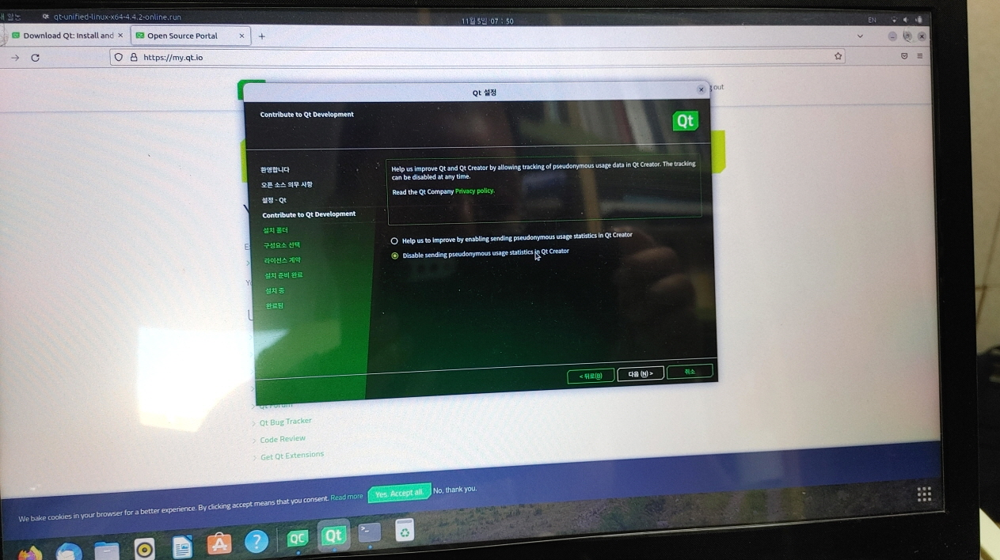 qt-unified-linux-x64-4.4.2-online.run
11월 5일 07 : 50
EN
Download Qt: Install and
Open Source Portal
https://my.qt.io
out
Qt 설정
Contribute to Qt Development
Qt
환영합니다
오픈 소스 의무 사항
설정 - Qt
Contribute to Qt Development
설치 폴더
구성요소 선택
라이선스 계약
설치 준비 완료
설치 중
완료됨
Help us improve Qt and Qt Creator by allowing tracking of pseudonymous usage data in Qt Creator. The tracking
can be disabled at any time.
Read the Qt Company Privacy policy.
Help us to improve by enabling sending pseudonymous usage statistics in Qt Creator
Disable sending pseudonymous usage statistics in Qt Creator
< 뒤로(B)
다음 (N) >
취소
Qt Forum
Qt Bug Tracker
Code Review
Get Qt Extensions
We bake cookies in your browser for a better experience. By clicking accept means that you consent. Read more
Yes. Accept all.
No, thank you.
QC
Qt